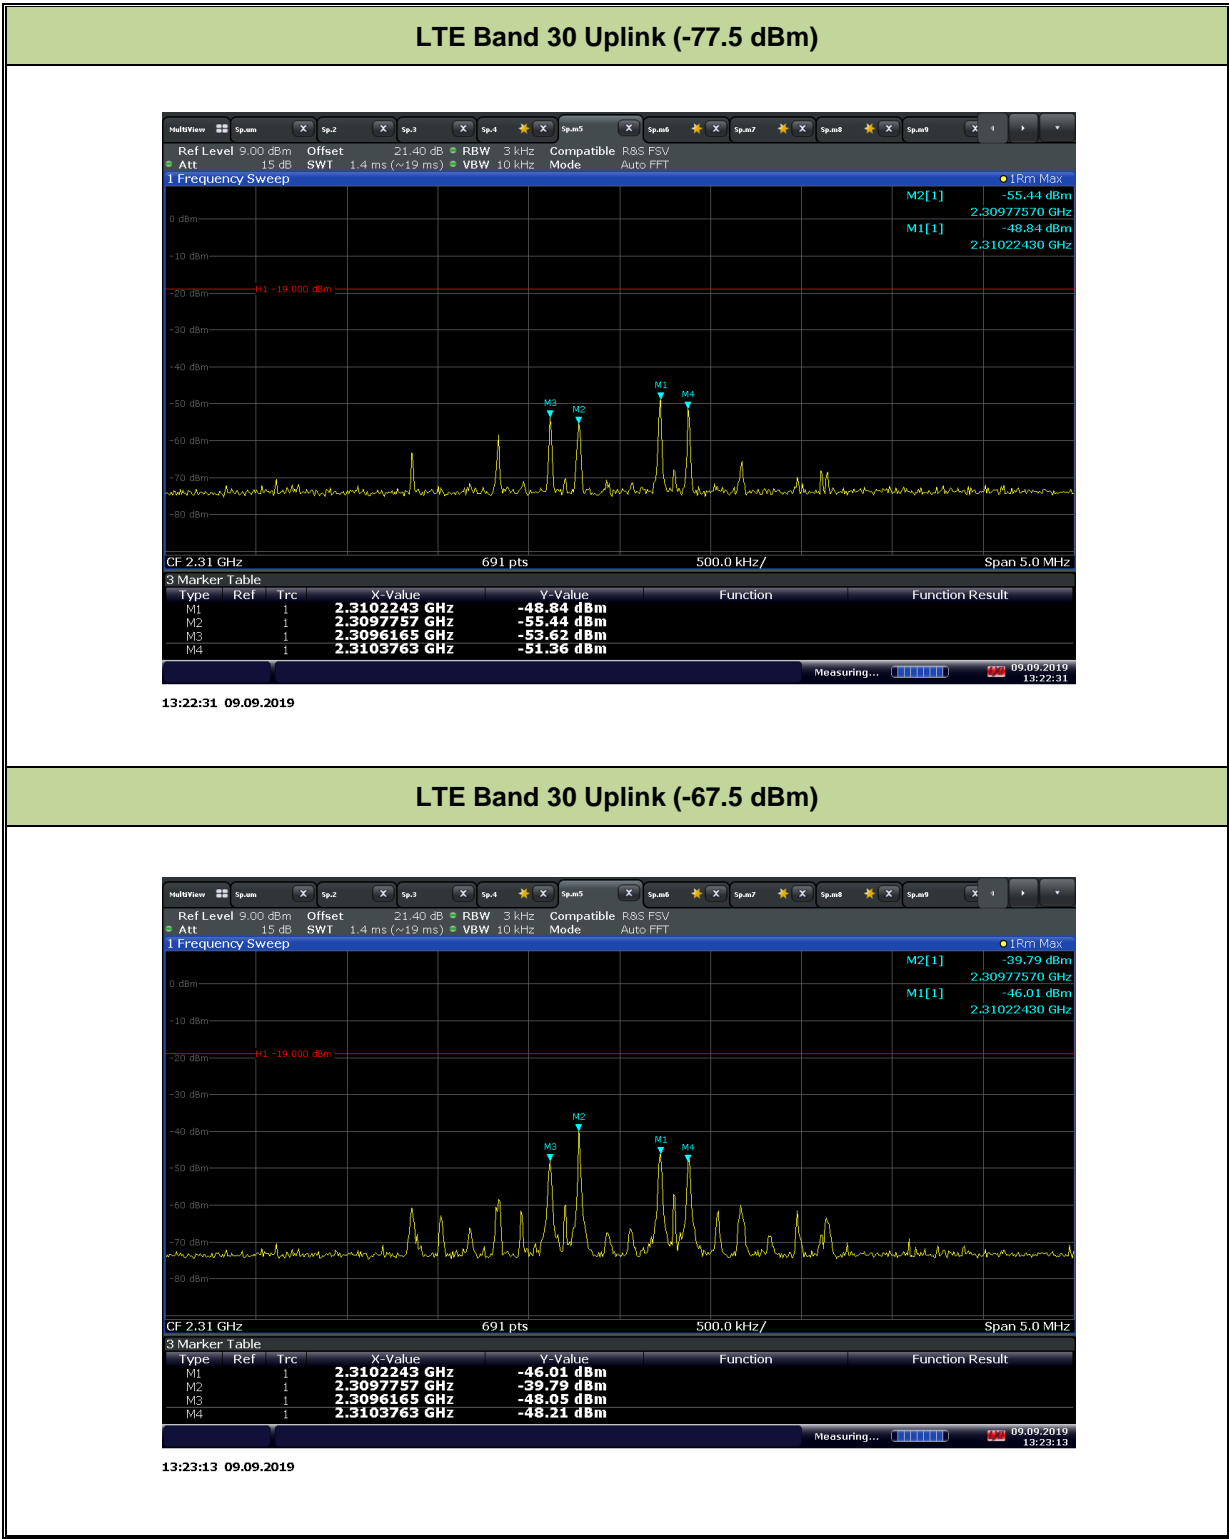 LTE Band 30 Uplink (-77.5 dBm)
MultiView Sp.um X Sp.2 X Sp.3 X Sp.4 X Sp.m5 X Sp.m6 X Sp.m7 X Sp.m8 X Sp.m9 X
Ref Level 9.00 dBm Offset 21.40 dB RBW 3 kHz Compatible R&S FSV
Att 15 dB SWT 1.4 ms (~19 ms) VBW 10 kHz Mode Auto FFT
1 Frequency Sweep 1Rm Max
M2[1] -55.44 dBm
2.30977570 GHz
0 dBm
M1[1] -48.84 dBm
2.31022430 GHz
-10 dBm
H1 -19.000 dBm
-20 dBm
-30 dBm
-40 dBm
M1
M4
-50 dBm
M3
M2
-60 dBm
-70 dBm
-80 dBm
CF 2.31 GHz 691 pts 500.0 kHz/ Span 5.0 MHz
3 Marker Table
Type Ref Trc X-Value Y-Value Function Function Result
M1 1 2.3102243 GHz -48.84 dBm
M2 1 2.3097757 GHz -55.44 dBm
M3 1 2.3096165 GHz -53.62 dBm
M4 1 2.3103763 GHz -51.36 dBm
Measuring... 09.09.2019
13:22:31
13:22:31 09.09.2019
LTE Band 30 Uplink (-67.5 dBm)
MultiView Sp.um X Sp.2 X Sp.3 X Sp.4 X Sp.m5 X Sp.m6 X Sp.m7 X Sp.m8 X Sp.m9 X
Ref Level 9.00 dBm Offset 21.40 dB RBW 3 kHz Compatible R&S FSV
Att 15 dB SWT 1.4 ms (~19 ms) VBW 10 kHz Mode Auto FFT
1 Frequency Sweep 1Rm Max
M2[1] -39.79 dBm
2.30977570 GHz
0 dBm
M1[1] -46.01 dBm
2.31022430 GHz
-10 dBm
H1 -19.000 dBm
-20 dBm
-30 dBm
M2
-40 dBm
M1
M3
M4
-50 dBm
-60 dBm
-70 dBm
-80 dBm
CF 2.31 GHz 691 pts 500.0 kHz/ Span 5.0 MHz
3 Marker Table
Type Ref Trc X-Value Y-Value Function Function Result
M1 1 2.3102243 GHz -46.01 dBm
M2 1 2.3097757 GHz -39.79 dBm
M3 1 2.3096165 GHz -48.05 dBm
M4 1 2.3103763 GHz -48.21 dBm
Measuring... 09.09.2019
13:23:13
13:23:13 09.09.2019